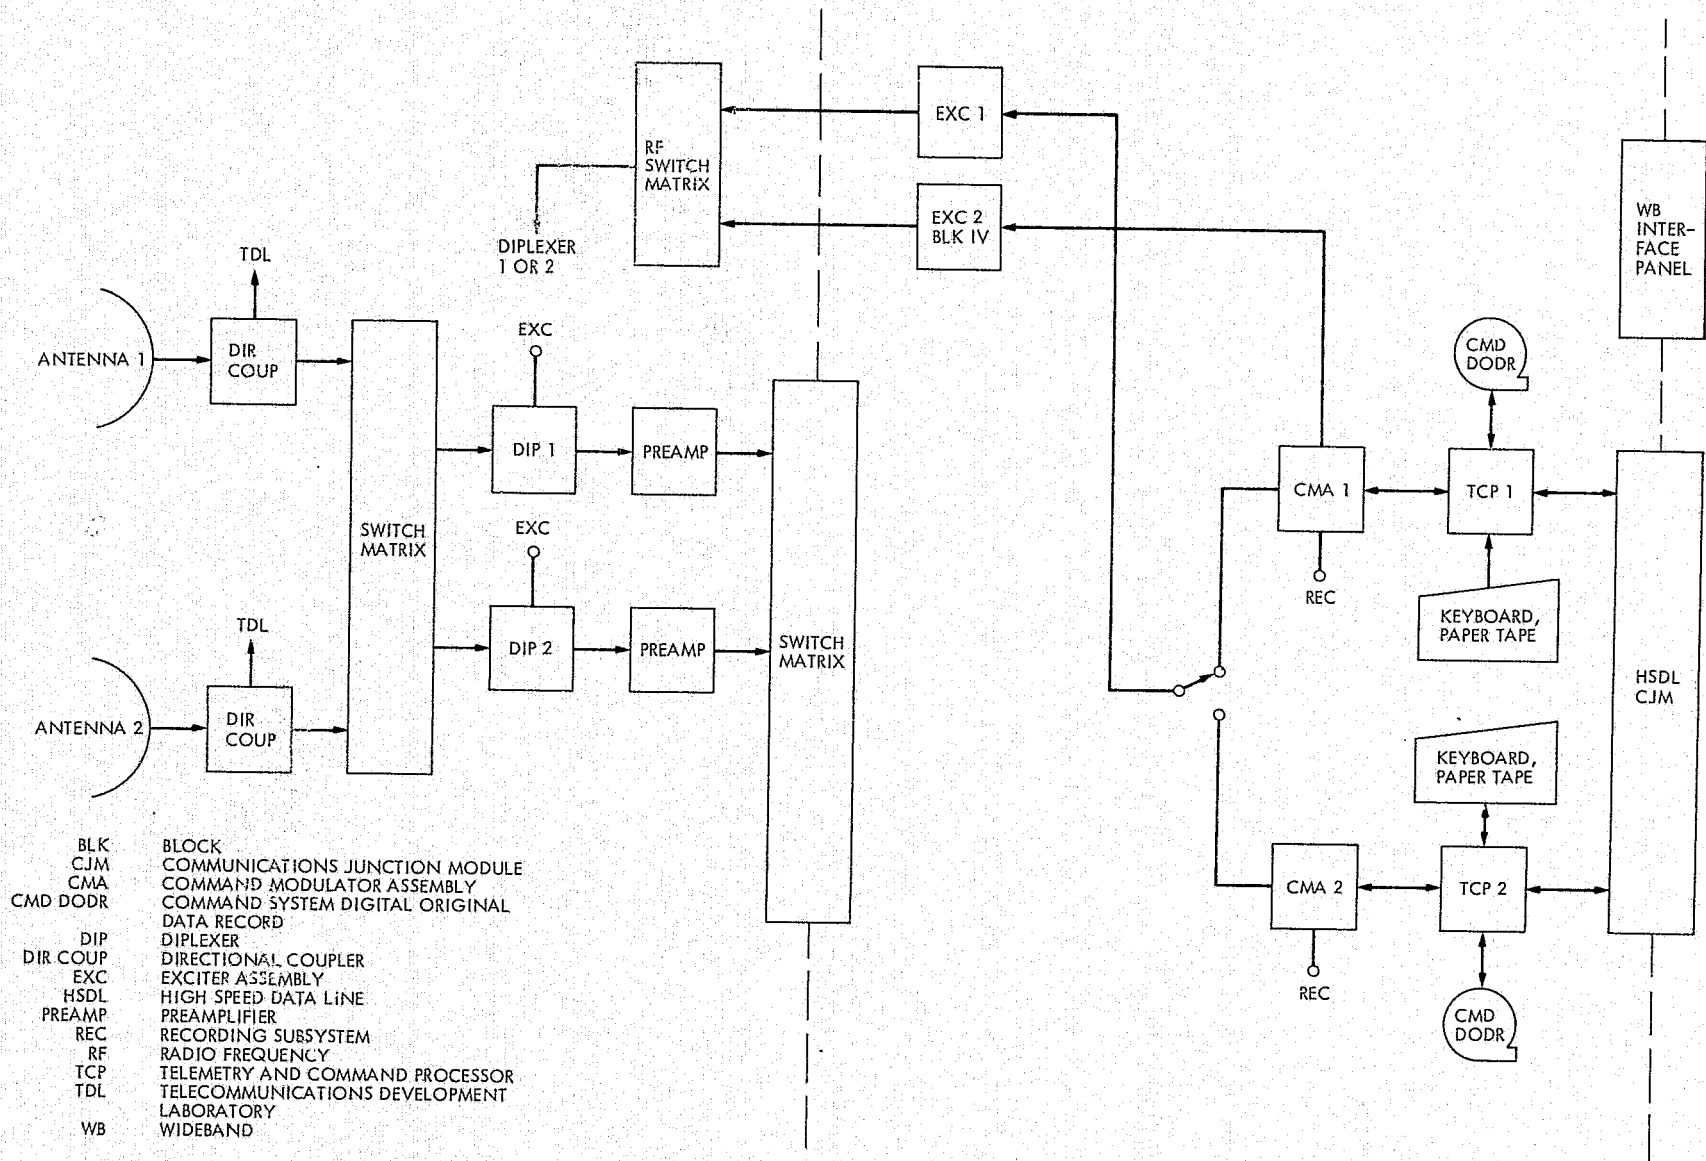 EXC 1
RF
SWITCH
MATRIX
EXC 2
BLK IV
DIPLEXER
1 OR 2
WB
INTER-
FACE
PANEL
TDL
ANTENNA 1
DIR
COUP
EXC
DIP 1
PREAMP
CMD
DODR
CMA 1
TCP 1
REC
KEYBOARD,
PAPER TAPE
SWITCH
MATRIX
EXC
DIP 2
PREAMP
SWITCH
MATRIX
HSDL
CJM
TDL
ANTENNA 2
DIR
COUP
KEYBOARD,
PAPER TAPE
CMA 2
TCP 2
REC
CMD
DODR
BLK BLOCK
CJM COMMUNICATIONS JUNCTION MODULE
CMA COMMAND MODULATOR ASSEMBLY
CMD DODR COMMAND SYSTEM DIGITAL ORIGINAL
DATA RECORD
DIP DIPLEXER
DIR COUP DIRECTIONAL COUPLER
EXC EXCITER ASSEMBLY
HSDL HIGH SPEED DATA LINE
PREAMP PREAMPLIFIER
REC RECORDING SUBSYSTEM
RF RADIO FREQUENCY
TCP TELEMETRY AND COMMAND PROCESSOR
TDL TELECOMMUNICATIONS DEVELOPMENT
LABORATORY
WB WIDEBAND